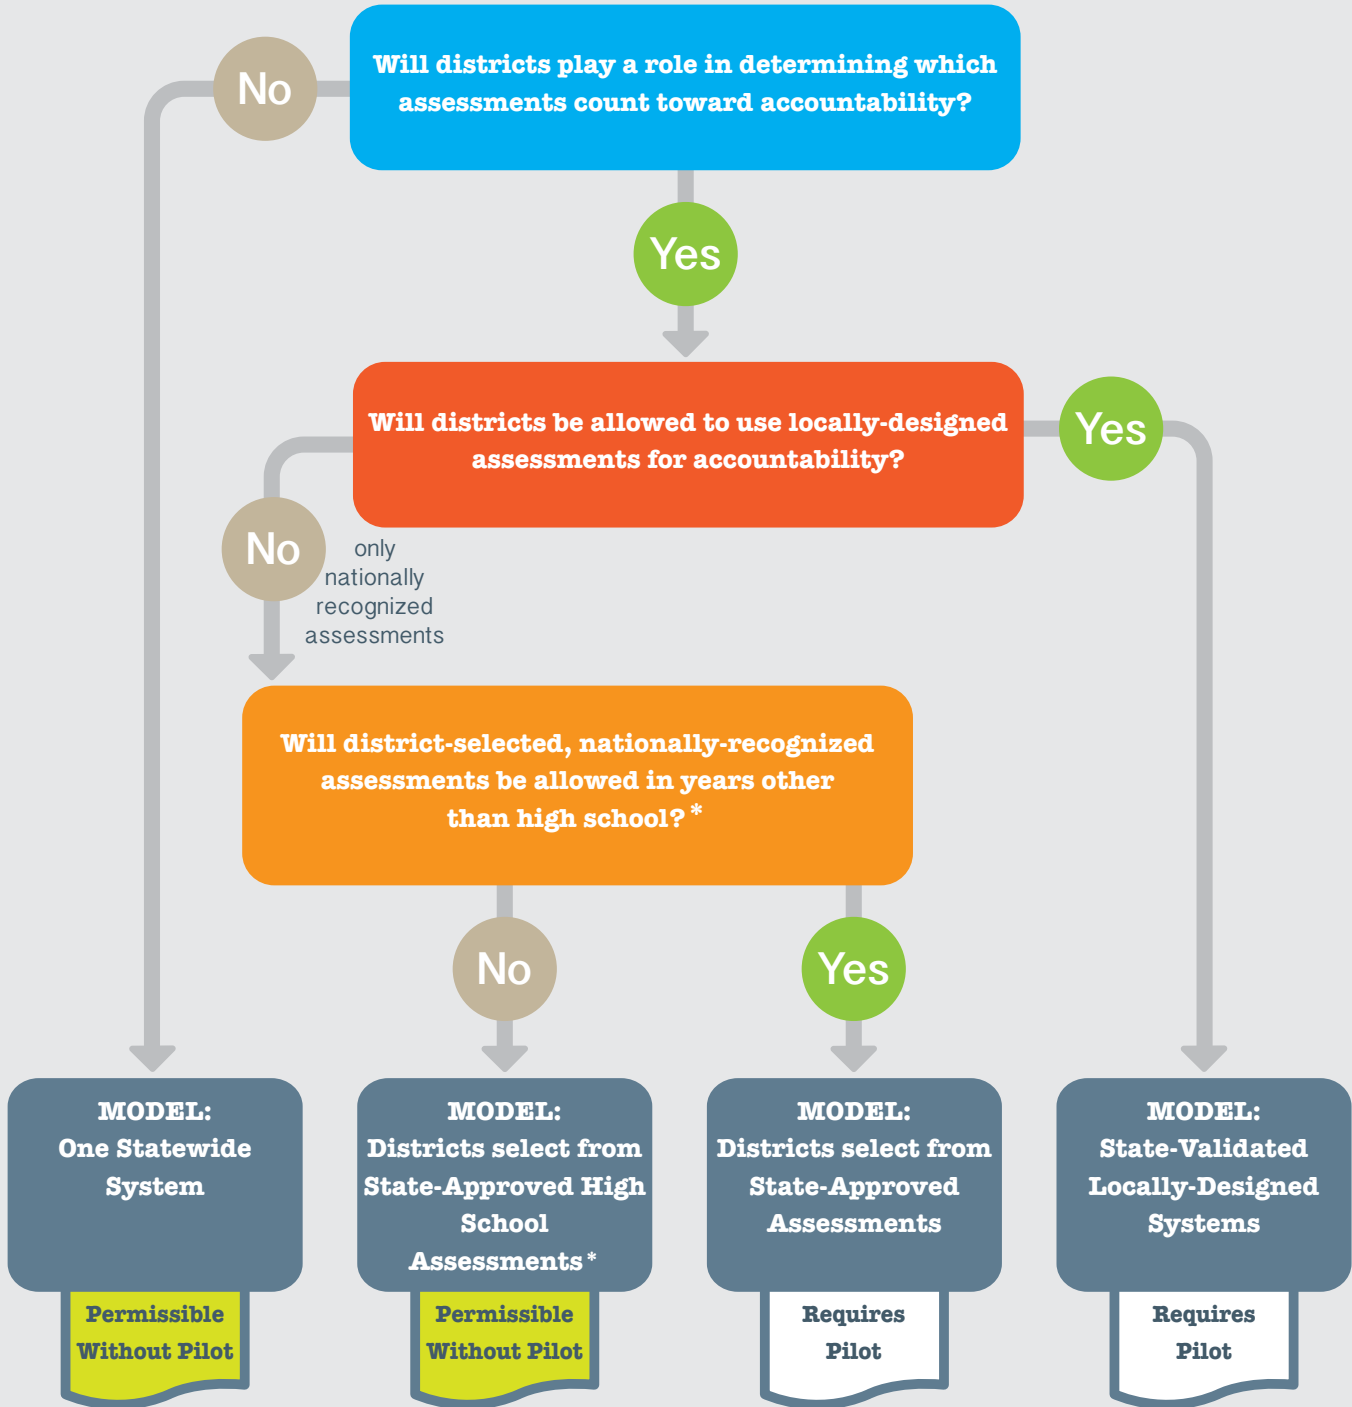 Will districts play a role in determining which
assessments count toward accountability?
No
Yes
Will districts be allowed to use locally-designed
assessments for accountability?
Yes
No
only
nationally
recognized
assessments
Will district-selected, nationally-recognized
assessments be allowed in years other
than high school?*
No
Yes
MODEL:
One Statewide
System
Permissible
Without Pilot
MODEL:
Districts select from
State-Approved High
School
Assessments*
Permissible
Without Pilot
MODEL:
Districts select from
State-Approved
Assessments
Requires
Pilot
MODEL:
State-Validated
Locally-Designed
Systems
Requires
Pilot